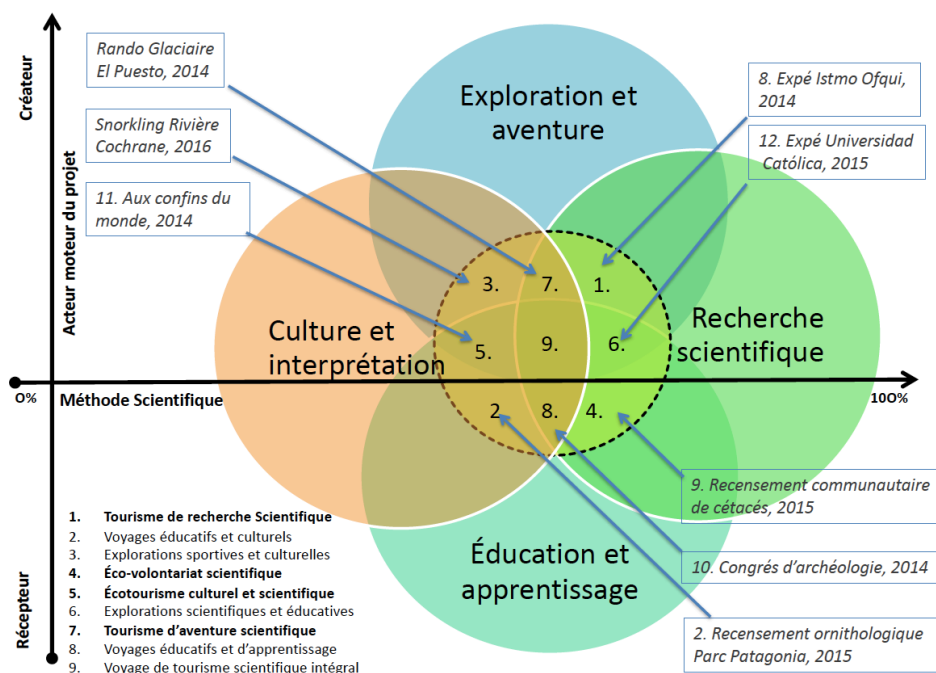 Créateur
Acteur moteur du projet
Récepteur
Rando Glaciaire
El Puesto, 2014
Snorkling Rivière
Cochrane, 2016
11. Aux confins du
monde, 2014
Exploration et
aventure
8. Expé Istmo Ofqui,
2014
12. Expé Universidad
Católica, 2015
3.
7.
1.
Culture et
interprétation
5.
9.
6.
Recherche
scientifique
0%
Méthode Scientifique
100%
2
8.
4.
9. Recensement communautaire
de cétacés, 2015
10. Congrés d'archéologie, 2014
2. Recensement ornithologique
Parc Patagonia, 2015
Éducation et
apprentissage
1. Tourisme de recherche Scientifique
2. Voyages éducatifs et culturels
3. Explorations sportives et culturelles
4. Éco-volontariat scientifique
5. Écotourisme culturel et scientifique
6. Explorations scientifiques et éducatives
7. Tourisme d'aventure scientifique
8. Voyages éducatifs et d'apprentissage
9. Voyage de tourisme scientifique intégral